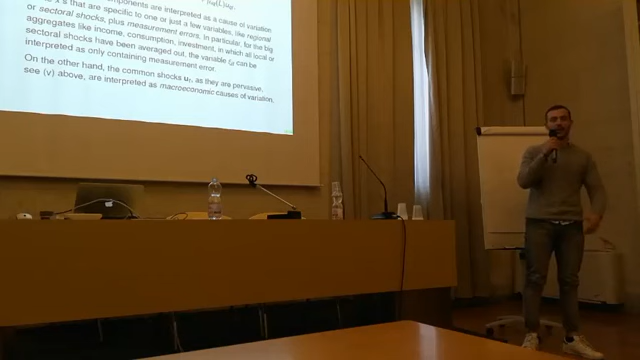 components are interpreted as a cause of variation
's that are specific to one or just a few variables, like regional
or sectoral shocks, plus measurement errors. In particular, for the big
aggregates like income, consumption, investment, in which all local or
sectoral shocks have been averaged out, the variable ξit can be
interpreted as only containing measurement error.
On the other hand, the common shocks ut, as they are pervasive,
see (v) above, are interpreted as macroeconomic causes of variation.